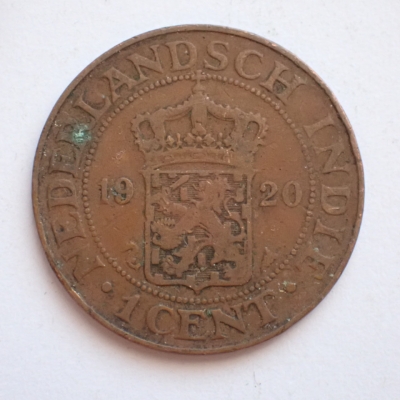 NEDERLANDSCH INDIE
19 20
· 1 CENT ·